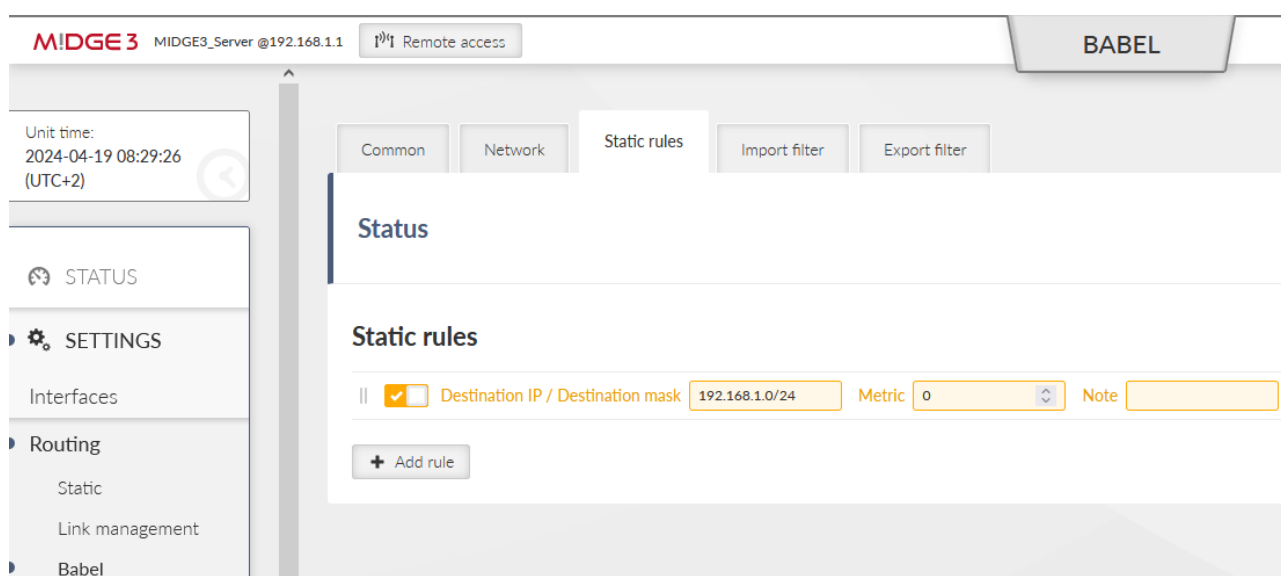 M!DGE 3 MIDGE3_Server @192.168.1.1 Remote access BABEL
Unit time:
2024-04-19 08:29:26
(UTC+2)
Common Network Static rules Import filter Export filter
Status
STATUS
SETTINGS
Static rules
Destination IP / Destination mask 192.168.1.0/24 Metric 0 Note
Interfaces
Routing
Add rule
Static
Link management
Babel